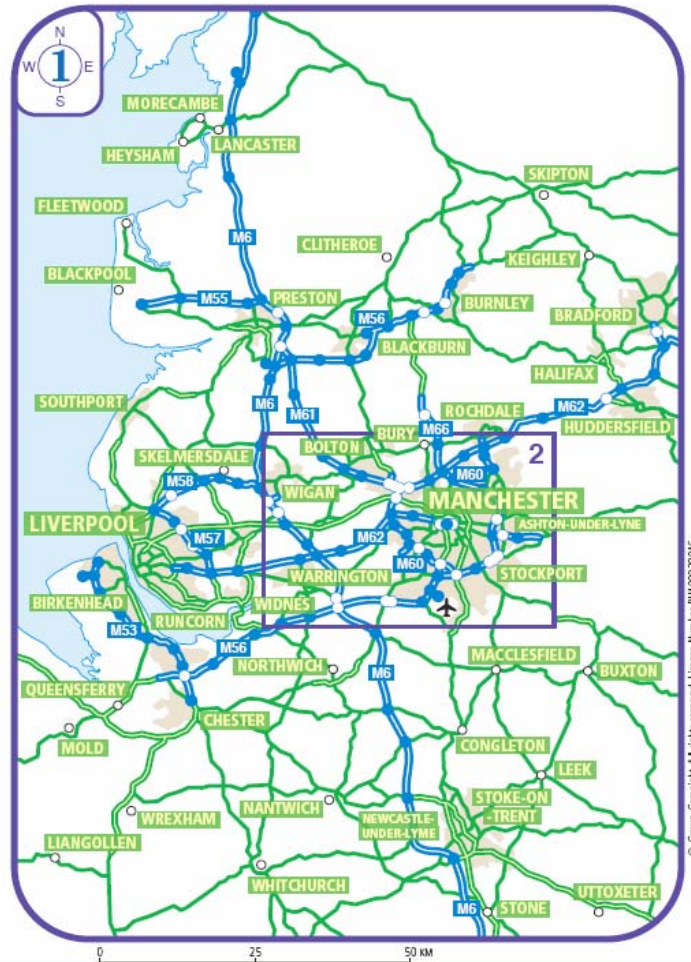 N
W 1 E
S
MORECAMBE
LANCASTER
HEYSHAM
SKIPTON
FLEETWOOD
M6
CLITHEROE
KEIGHLEY
BLACKPOOL
M55
PRESTON
BURNLEY
BRADFORD
M56
BLACKBURN
HALIFAX
SOUTHPORT
M6
M61
ROCHDALE
M62
HUDDERSFIELD
BURY
M66
BOLTON
2
SKELMERSDALE
M60
M58
WIGAN
MANCHESTER
LIVERPOOL
ASHTON-UNDER-LYNE
M57
M62
M60
STOCKPORT
WARRINGTON
BIRKENHEAD
WIDNES
RUNCORN
M53
M56
NORTHWICH
M6
MACCLESFIELD
BUXTON
QUEENSFERRY
CHESTER
MOLD
CONGLETON
LEEK
NANTWICH
STOKE-ON
-TRENT
WREXHAM
NEWCASTLE-
UNDER-LYME
LIANGOLLEN
WHITCHURCH
UTTOXETER
M6
STONE
0 25 50 KM